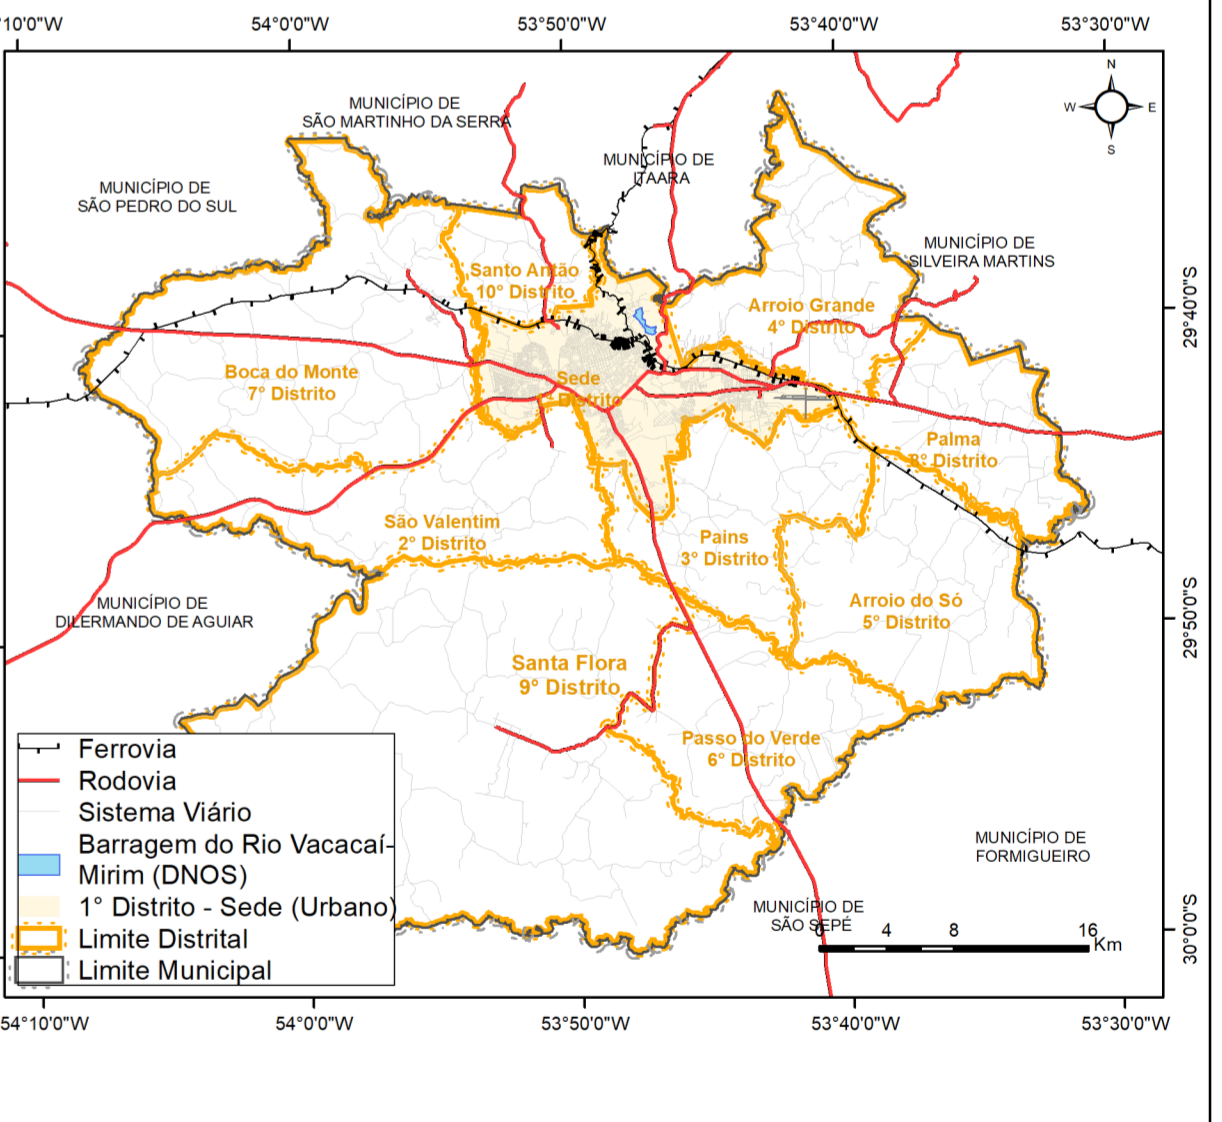 °10'0"W
54°0'0"W
53°50'0"W
53°40'0"W
53°30'0"W
N
W
E
S
MUNICÍPIO DE
SÃO MARTINHO DA SERRA
MUNICÍPIO DE
ITAARA
MUNICÍPIO DE
SÃO PEDRO DO SUL
MUNICÍPIO DE
SILVEIRA MARTINS
Santo Antão
10° Distrito
Arroio Grande
4° Distrito
29°40'0"S
Boca do Monte
7° Distrito
Sede
Distrito
Palma
8° Distrito
São Valentim
2° Distrito
Pains
3° Distrito
Arroio do Só
5° Distrito
29°50'0"S
MUNICÍPIO DE
DILERMANDO DE AGUIAR
Santa Flora
9° Distrito
Passo do Verde
6° Distrito
MUNICÍPIO DE
FORMIGUEIRO
MUNICÍPIO DE
SÃO SEPÉ
30°0'0"S
Ferrovia
Rodovia
Sistema Viário
Barragem do Rio Vacacaí-
Mirim (DNOS)
1° Distrito - Sede (Urbano)
Limite Distrital
Limite Municipal
0 4 8 16
Km
54°10'0"W
54°0'0"W
53°50'0"W
53°40'0"W
53°30'0"W